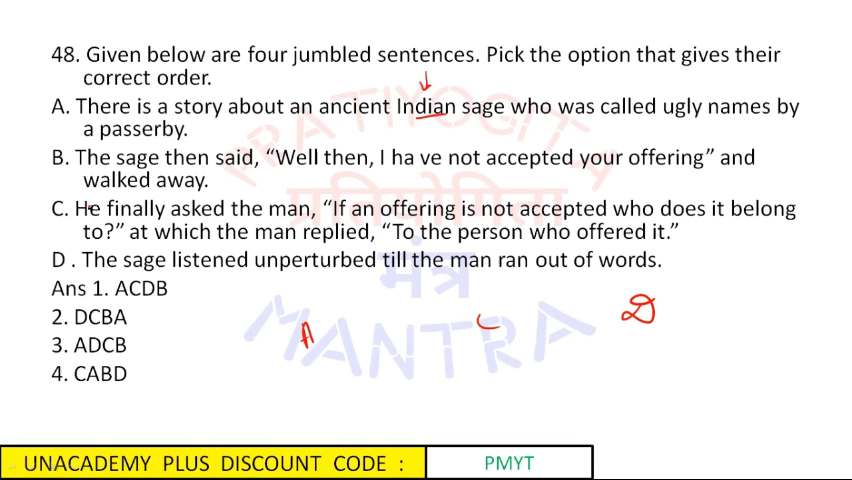 48. Given below are four jumbled sentences. Pick the option that gives their
correct order.
A. There is a story about an ancient Indian sage who was called ugly names by
a passerby.
B. The sage then said, “Well then, I ha ve not accepted your offering” and
walked away.
C. He finally asked the man, “If an offering is not accepted who does it belong
to?” at which the man replied, “To the person who offered it.”
D . The sage listened unperturbed till the man ran out of words.
Ans 1. ACDB
2. DCBA
3. ADCB
4. CABD
A C D
PRATIYOGITA
प्रतियोगिता
मंत्र
MANTRA
UNACADEMY PLUS DISCOUNT CODE : PMYT